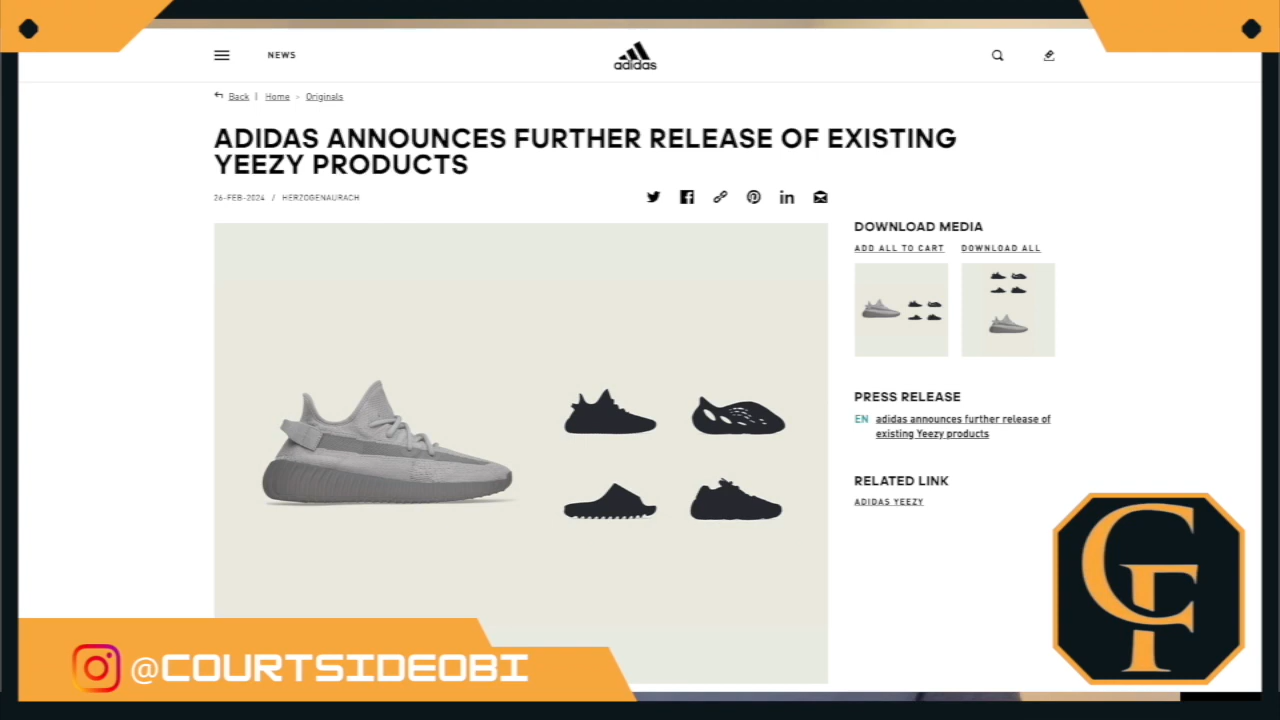 NEWS
adidas
Back | Home > Originals
ADIDAS ANNOUNCES FURTHER RELEASE OF EXISTING
YEEZY PRODUCTS
26-FEB-2024 / HERZOGENAURACH
DOWNLOAD MEDIA
ADD ALL TO CART DOWNLOAD ALL
PRESS RELEASE
EN adidas announces further release of
existing Yeezy products
RELATED LINK
ADIDAS YEEZY
CF
@COURTSIDEOBI